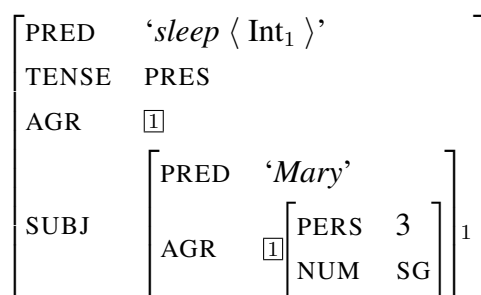 PRED ‘sleep ⟨ Int₁ ⟩’
TENSE PRES
AGR 1
PRED ‘Mary’
SUBJ 1
AGR 1 PERS 3
NUM SG